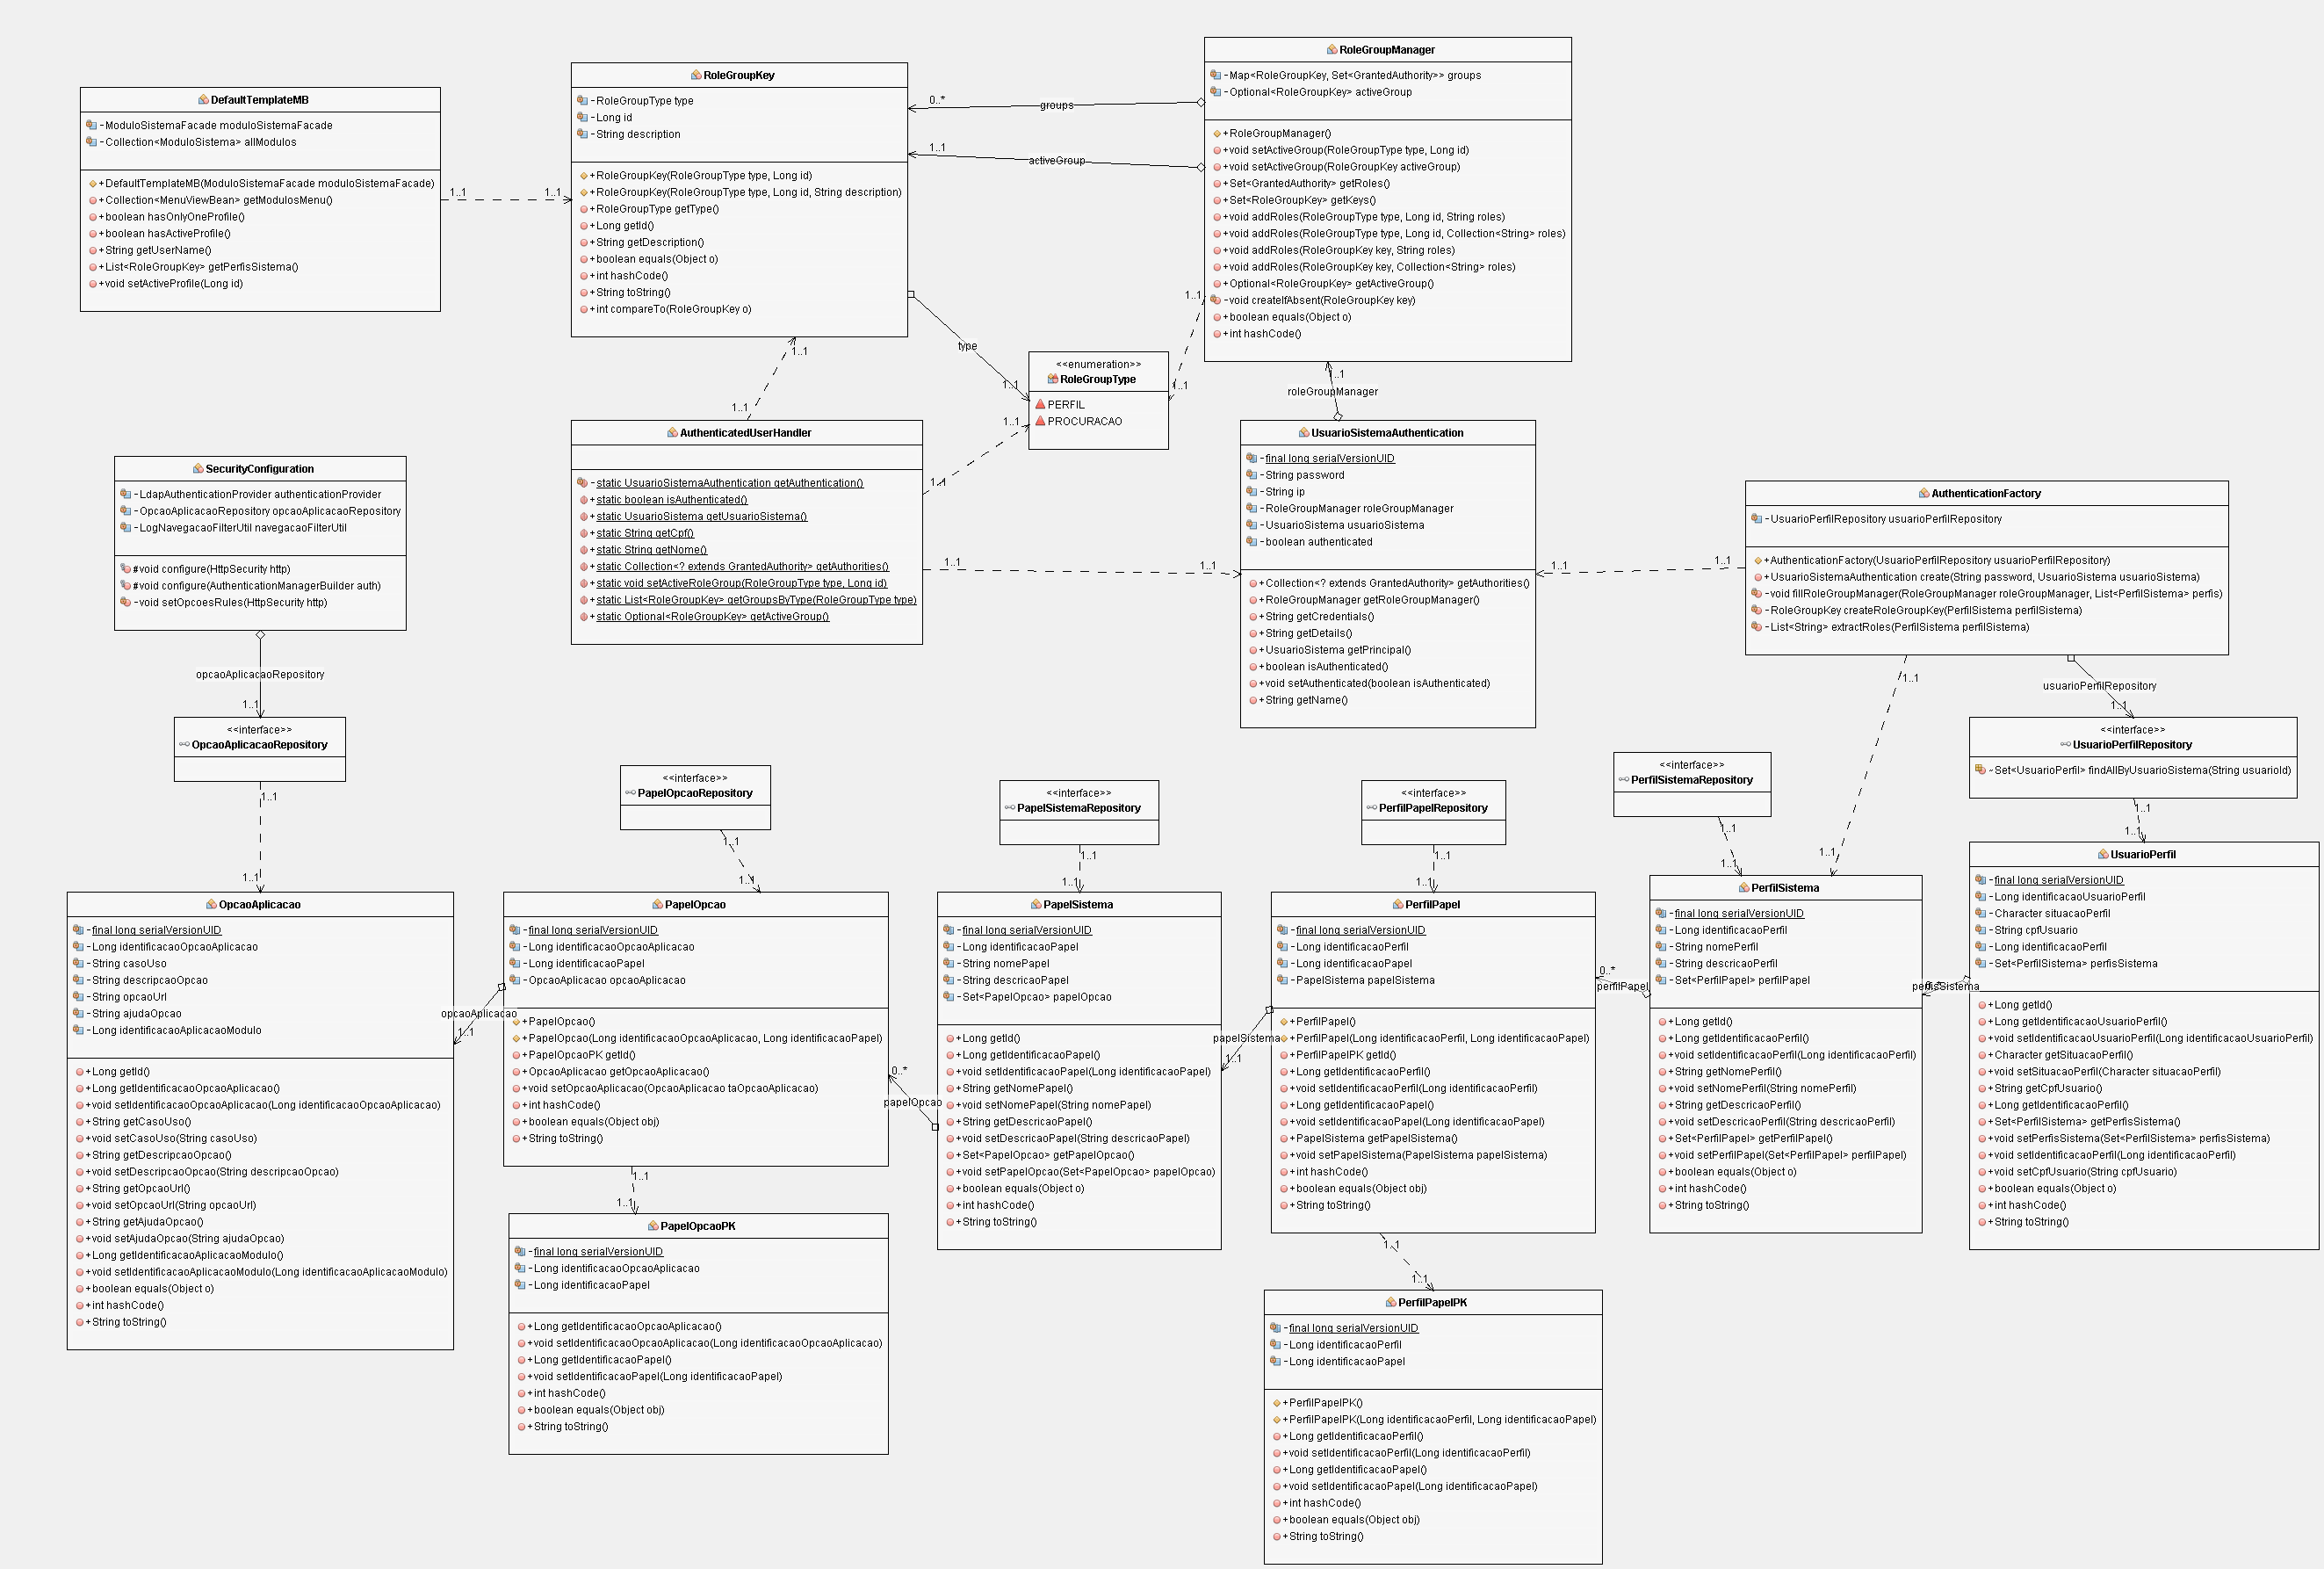 DefaultTemplateMB
-ModuloSistemaFacade moduloSistemaFacade
-Collection<ModuloSistema> allModulos
+DefaultTemplateMB(ModuloSistemaFacade moduloSistemaFacade)
+Collection<MenuViewBean> getModulosMenu()
+boolean hasOnlyOneProfile()
+boolean hasActiveProfile()
+String getUserName()
+List<RoleGroupKey> getPerfisSistema()
+void setActiveProfile(Long id)
1..1
1..1
RoleGroupKey
-RoleGroupType type
-Long id
-String description
+RoleGroupKey(RoleGroupType type, Long id)
+RoleGroupKey(RoleGroupType type, Long id, String description)
+RoleGroupType getType()
+Long getId()
+String getDescription()
+boolean equals(Object o)
+int hashCode()
+String toString()
+int compareTo(RoleGroupKey o)
0..*
groups
1..1
activeGroup
RoleGroupManager
-Map<RoleGroupKey, Set<GrantedAuthority>> groups
-Optional<RoleGroupKey> activeGroup
+RoleGroupManager()
+void setActiveGroup(RoleGroupType type, Long id)
+void setActiveGroup(RoleGroupKey activeGroup)
+Set<GrantedAuthority> getRoles()
+Set<RoleGroupKey> getKeys()
+void addRoles(RoleGroupType type, Long id, String roles)
+void addRoles(RoleGroupType type, Long id, Collection<String> roles)
+void addRoles(RoleGroupKey key, String roles)
+void addRoles(RoleGroupKey key, Collection<String> roles)
+Optional<RoleGroupKey> getActiveGroup()
-void createIfAbsent(RoleGroupKey key)
+boolean equals(Object o)
+int hashCode()
1..1
1..1
type
1..1
<<enumeration>>
RoleGroupType
PERFIL
PROCURACAO
1..1
1..1
1..1
roleGroupManager
AuthenticatedUserHandler
-static UsuarioSistemaAuthentication getAuthentication()
+static boolean isAuthenticated()
+static UsuarioSistema getUsuarioSistema()
+static String getCpf()
+static String getNome()
+static Collection<? extends GrantedAuthority> getAuthorities()
+static void setActiveRoleGroup(RoleGroupType type, Long id)
+static List<RoleGroupKey> getGroupsByType(RoleGroupType type)
+static Optional<RoleGroupKey> getActiveGroup()
1..1
1..1
1..1
1..1
UsuarioSistemaAuthentication
-final long serialVersionUID
-String password
-String ip
-RoleGroupManager roleGroupManager
-UsuarioSistema usuarioSistema
-boolean authenticated
+Collection<? extends GrantedAuthority> getAuthorities()
+RoleGroupManager getRoleGroupManager()
+String getCredentials()
+String getDetails()
+UsuarioSistema getPrincipal()
+boolean isAuthenticated()
+void setAuthenticated(boolean isAuthenticated)
+String getName()
1..1
1..1
AuthenticationFactory
-UsuarioPerfilRepository usuarioPerfilRepository
+AuthenticationFactory(UsuarioPerfilRepository usuarioPerfilRepository)
+UsuarioSistemaAuthentication create(String password, UsuarioSistema usuarioSistema)
-void fillRoleGroupManager(RoleGroupManager roleGroupManager, List<PerfilSistema> perfis)
-RoleGroupKey createRoleGroupKey(PerfilSistema perfilSistema)
-List<String> extractRoles(PerfilSistema perfilSistema)
SecurityConfiguration
-LdapAuthenticationProvider authenticationProvider
-OpcaoAplicacaoRepository opcaoAplicacaoRepository
-LogNavegacaoFilterUtil navegacaoFilterUtil
#void configure(HttpSecurity http)
#void configure(AuthenticationManagerBuilder auth)
-void setOpcoesRules(HttpSecurity http)
opcaoAplicacaoRepository
1..1
<<interface>>
OpcaoAplicacaoRepository
1..1
1..1
1..1
usuarioPerfilRepository
1..1
<<interface>>
UsuarioPerfilRepository
~Set<UsuarioPerfil> findAllByUsuarioSistema(String usuarioId)
1..1
1..1
<<interface>>
PapelOpcaoRepository
1..1
1..1
<<interface>>
PapelSistemaRepository
1..1
1..1
<<interface>>
PerfilPapelRepository
1..1
1..1
<<interface>>
PerfilSistemaRepository
1..1
1..1
1..1
OpcaoAplicacao
-final long serialVersionUID
-Long identificacaoOpcaoAplicacao
-String casoUso
-String descripcaoOpcao
-String opcaoUrl
-String ajudaOpcao
-Long identificacaoAplicacaoModulo
+Long getId()
+Long getIdentificacaoOpcaoAplicacao()
+void setIdentificacaoOpcaoAplicacao(Long identificacaoOpcaoAplicacao)
+String getCasoUso()
+void setCasoUso(String casoUso)
+String getDescripcaoOpcao()
+void setDescripcaoOpcao(String descripcaoOpcao)
+String getOpcaoUrl()
+void setOpcaoUrl(String opcaoUrl)
+String getAjudaOpcao()
+void setAjudaOpcao(String ajudaOpcao)
+Long getIdentificacaoAplicacaoModulo()
+void setIdentificacaoAplicacaoModulo(Long identificacaoAplicacaoModulo)
+boolean equals(Object o)
+int hashCode()
+String toString()
opcaoAplicacao
1..1
PapelOpcao
-final long serialVersionUID
-Long identificacaoOpcaoAplicacao
-Long identificacaoPapel
-OpcaoAplicacao opcaoAplicacao
+PapelOpcao()
+PapelOpcao(Long identificacaoOpcaoAplicacao, Long identificacaoPapel)
+PapelOpcaoPK getId()
+OpcaoAplicacao getOpcaoAplicacao()
+void setOpcaoAplicacao(OpcaoAplicacao taOpcaoAplicacao)
+int hashCode()
+boolean equals(Object obj)
+String toString()
1..1
1..1
0..*
papelOpcao
PapelSistema
-final long serialVersionUID
-Long identificacaoPapel
-String nomePapel
-String descricaoPapel
-Set<PapelOpcao> papelOpcao
+Long getId()
+Long getIdentificacaoPapel()
+void setIdentificacaoPapel(Long identificacaoPapel)
+String getNomePapel()
+void setNomePapel(String nomePapel)
+String getDescricaoPapel()
+void setDescricaoPapel(String descricaoPapel)
+Set<PapelOpcao> getPapelOpcao()
+void setPapelOpcao(Set<PapelOpcao> papelOpcao)
+boolean equals(Object o)
+int hashCode()
+String toString()
papelSistema
1..1
PerfilPapel
-final long serialVersionUID
-Long identificacaoPerfil
-Long identificacaoPapel
-PapelSistema papelSistema
+PerfilPapel()
+PerfilPapel(Long identificacaoPerfil, Long identificacaoPapel)
+PerfilPapelPK getId()
+Long getIdentificacaoPerfil()
+void setIdentificacaoPerfil(Long identificacaoPerfil)
+Long getIdentificacaoPapel()
+void setIdentificacaoPapel(Long identificacaoPapel)
+PapelSistema getPapelSistema()
+void setPapelSistema(PapelSistema papelSistema)
+int hashCode()
+boolean equals(Object obj)
+String toString()
1..1
1..1
0..*
perfilPapel
PerfilSistema
-final long serialVersionUID
-Long identificacaoPerfil
-String nomePerfil
-String descricaoPerfil
-Set<PerfilPapel> perfilPapel
+Long getId()
+Long getIdentificacaoPerfil()
+void setIdentificacaoPerfil(Long identificacaoPerfil)
+String getNomePerfil()
+void setNomePerfil(String nomePerfil)
+String getDescricaoPerfil()
+void setDescricaoPerfil(String descricaoPerfil)
+Set<PerfilPapel> getPerfilPapel()
+void setPerfilPapel(Set<PerfilPapel> perfilPapel)
+boolean equals(Object o)
+int hashCode()
+String toString()
0..*
perfisSistema
UsuarioPerfil
-final long serialVersionUID
-Long identificacaoUsuarioPerfil
-Character situacaoPerfil
-String cpfUsuario
-Long identificacaoPerfil
-Set<PerfilSistema> perfisSistema
+Long getId()
+Long getIdentificacaoUsuarioPerfil()
+void setIdentificacaoUsuarioPerfil(Long identificacaoUsuarioPerfil)
+Character getSituacaoPerfil()
+void setSituacaoPerfil(Character situacaoPerfil)
+String getCpfUsuario()
+Long getIdentificacaoPerfil()
+Set<PerfilSistema> getPerfisSistema()
+void setPerfisSistema(Set<PerfilSistema> perfisSistema)
+void setIdentificacaoPerfil(Long identificacaoPerfil)
+void setCpfUsuario(String cpfUsuario)
+boolean equals(Object o)
+int hashCode()
+String toString()
PapelOpcaoPK
-final long serialVersionUID
-Long identificacaoOpcaoAplicacao
-Long identificacaoPapel
+Long getIdentificacaoOpcaoAplicacao()
+void setIdentificacaoOpcaoAplicacao(Long identificacaoOpcaoAplicacao)
+Long getIdentificacaoPapel()
+void setIdentificacaoPapel(Long identificacaoPapel)
+int hashCode()
+boolean equals(Object obj)
+String toString()
PerfilPapelPK
-final long serialVersionUID
-Long identificacaoPerfil
-Long identificacaoPapel
+PerfilPapelPK()
+PerfilPapelPK(Long identificacaoPerfil, Long identificacaoPapel)
+Long getIdentificacaoPerfil()
+void setIdentificacaoPerfil(Long identificacaoPerfil)
+Long getIdentificacaoPapel()
+void setIdentificacaoPapel(Long identificacaoPapel)
+int hashCode()
+boolean equals(Object obj)
+String toString()